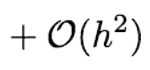 + 𝒪(h²)